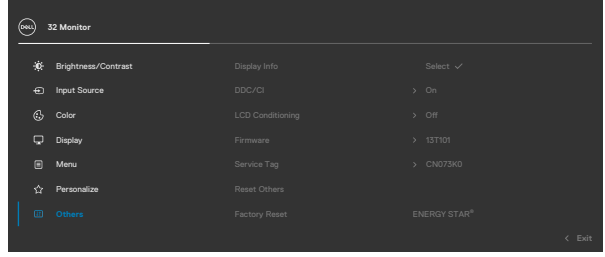 DELL
32 Monitor
Brightness/Contrast Display Info Select ✓
Input Source DDC/CI > On
Color LCD Conditioning > Off
Display Firmware > 13T101
Menu Service Tag > CN073K0
Personalize Reset Others
Others Factory Reset ENERGY STAR®
< Exit